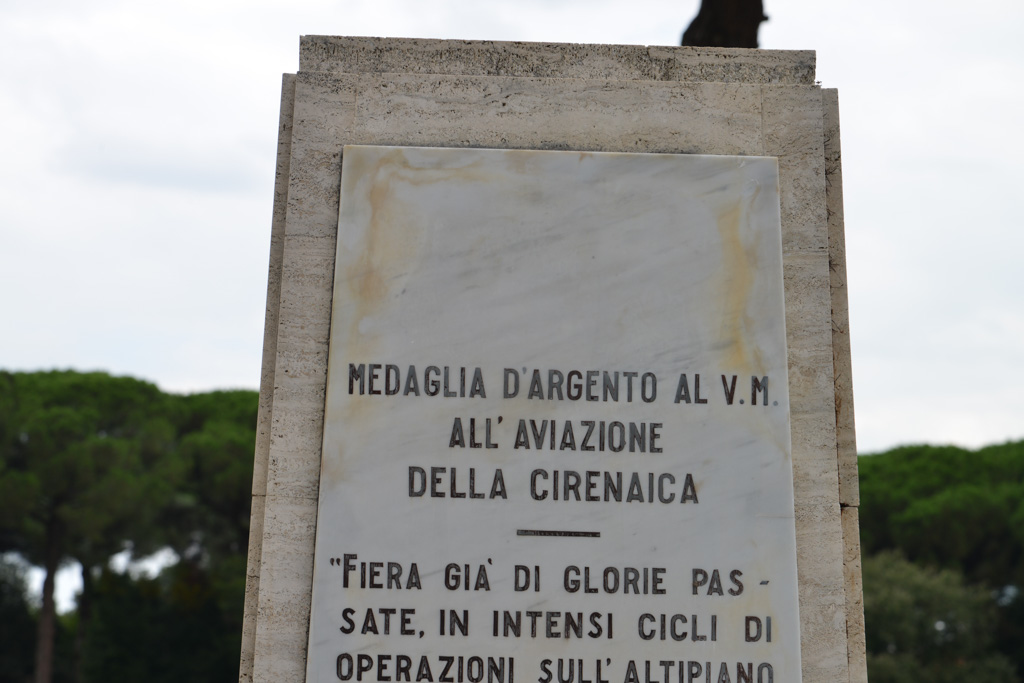 MEDAGLIA D'ARGENTO AL V.M.
ALL' AVIAZIONE
DELLA CIRENAICA
"FIERA GIA' DI GLORIE PAS-
SATE, IN INTENSI CICLI DI
OPERAZIONI SULL' ALTIPIANO